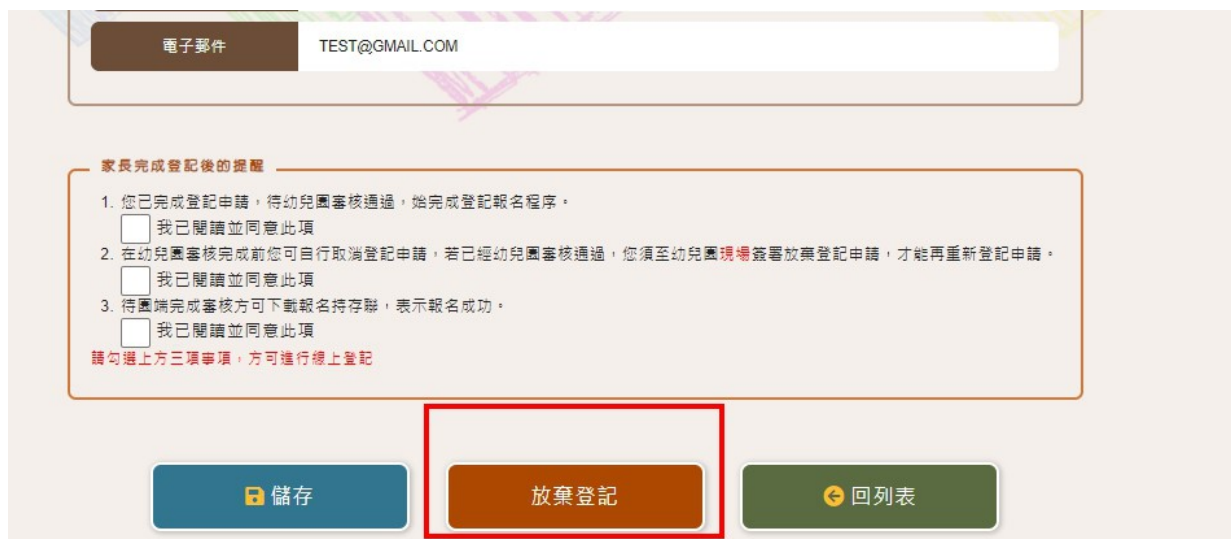 電子郵件 TEST@GMAIL.COM
家長完成登記後的提醒
1. 您已完成登記申請，待幼兒園審核通過，始完成登記報名程序。
我已閱讀並同意此項
2. 在幼兒園審核完成前您可自行取消登記申請，若已經幼兒園審核通過，您須至幼兒園現場簽署放棄登記申請，才能再重新登記申請。
我已閱讀並同意此項
3. 待園端完成審核方可下載報名持存聯，表示報名成功。
我已閱讀並同意此項
請勾選上方三項事項，方可進行線上登記
儲存 放棄登記 回列表